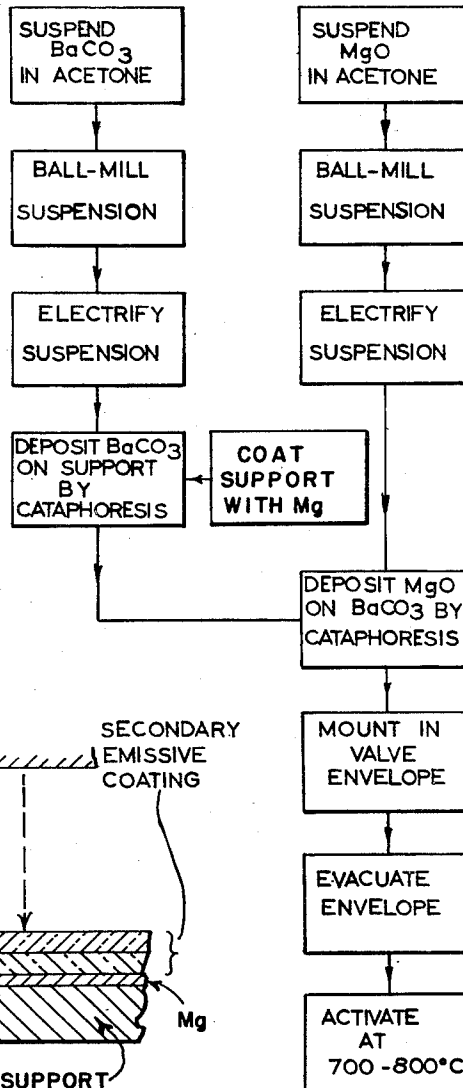 SUSPEND
BaCO3
IN ACETONE
BALL-MILL
SUSPENSION
ELECTRIFY
SUSPENSION
DEPOSIT BaCO3
ON SUPPORT
BY
CATAPHORESIS
COAT
SUPPORT
WITH Mg
SUSPEND
MgO
IN ACETONE
BALL-MILL
SUSPENSION
ELECTRIFY
SUSPENSION
DEPOSIT MgO
ON BaCO3 BY
CATAPHORESIS
MOUNT IN
VALVE
ENVELOPE
EVACUATE
ENVELOPE
ACTIVATE
AT
700-800°C
SECONDARY
EMISSIVE
COATING
Mg
SUPPORT